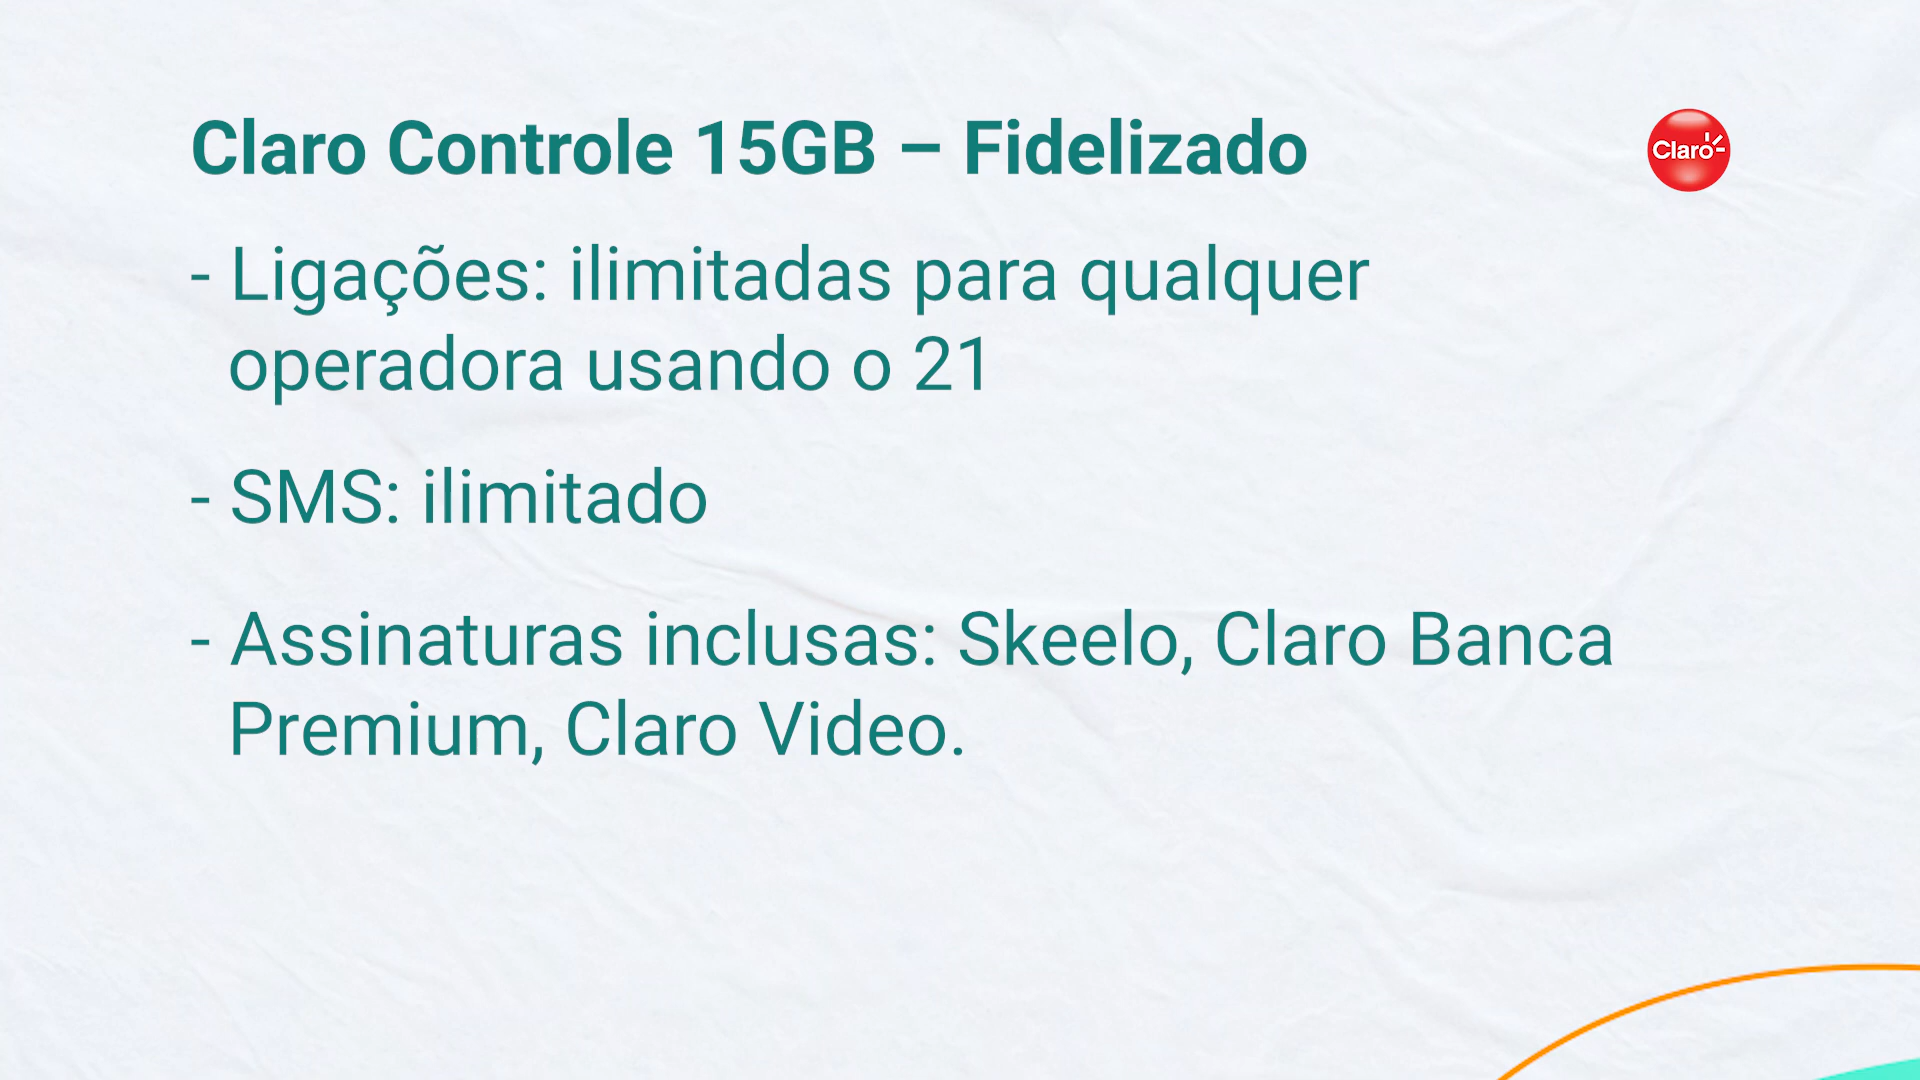 Claro Controle 15GB – Fidelizado
Claro
- Ligações: ilimitadas para qualquer
operadora usando o 21
- SMS: ilimitado
- Assinaturas inclusas: Skeelo, Claro Banca
Premium, Claro Video.